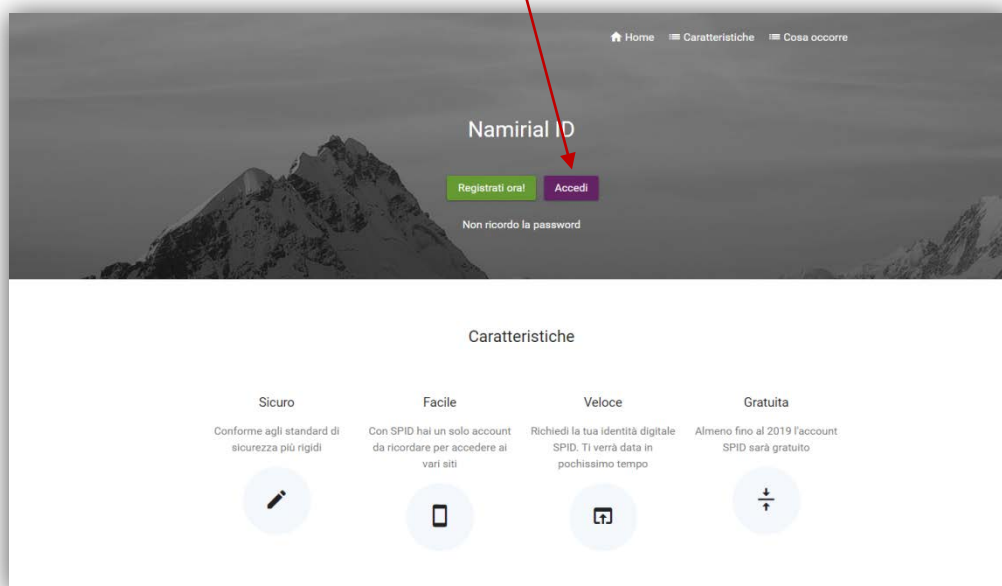 Home Caratteristiche Cosa occorre
Namirial ID
Registrati ora! Accedi
Non ricordo la password
Caratteristiche
Sicuro
Conforme agli standard di
sicurezza più rigidi
Facile
Con SPID hai un solo account
da ricordare per accedere ai
vari siti
Veloce
Richiedi la tua identità digitale
SPID. Ti verrà data in
pochissimo tempo
Gratuita
Almeno fino al 2019 l'account
SPID sarà gratuito